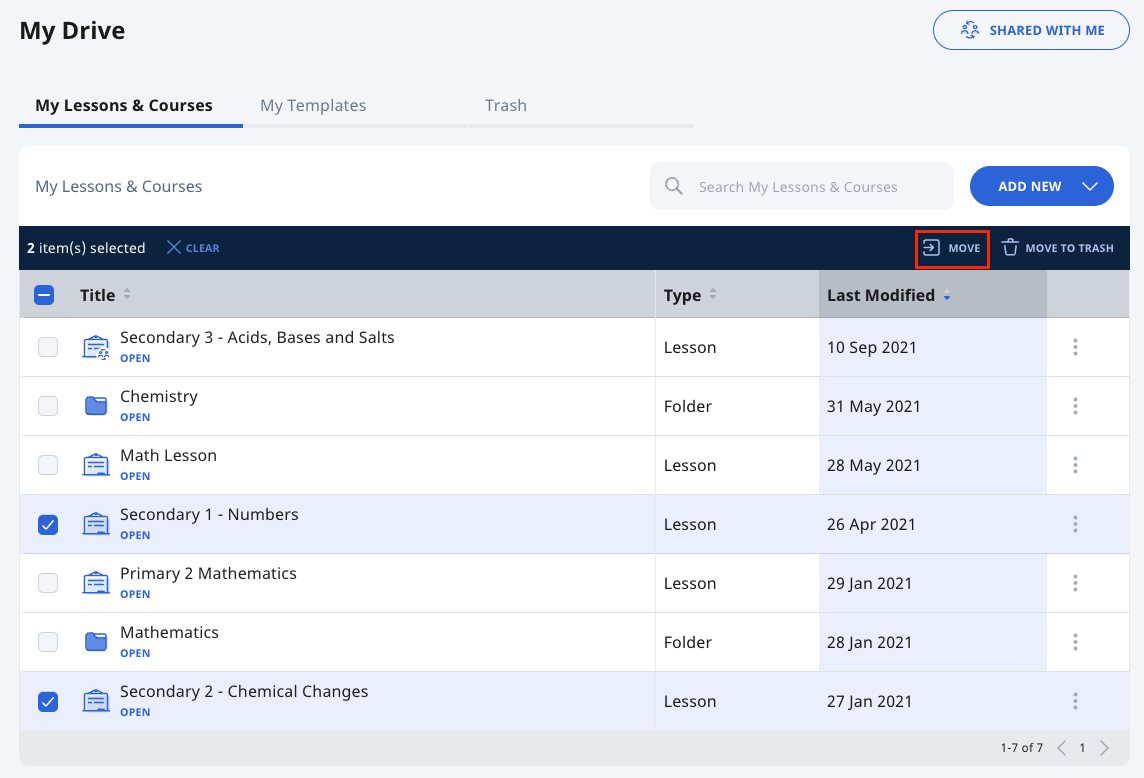 My Drive
SHARED WITH ME
My Lessons & Courses My Templates Trash
My Lessons & Courses Search My Lessons & Courses ADD NEW
2 item(s) selected CLEAR MOVE MOVE TO TRASH
Title Type Last Modified
Secondary 3 - Acids, Bases and Salts
OPEN
Lesson 10 Sep 2021
Chemistry
OPEN
Folder 31 May 2021
Math Lesson
OPEN
Lesson 28 May 2021
Secondary 1 - Numbers
OPEN
Lesson 26 Apr 2021
Primary 2 Mathematics
OPEN
Lesson 29 Jan 2021
Mathematics
OPEN
Folder 28 Jan 2021
Secondary 2 - Chemical Changes
OPEN
Lesson 27 Jan 2021
1-7 of 7 1